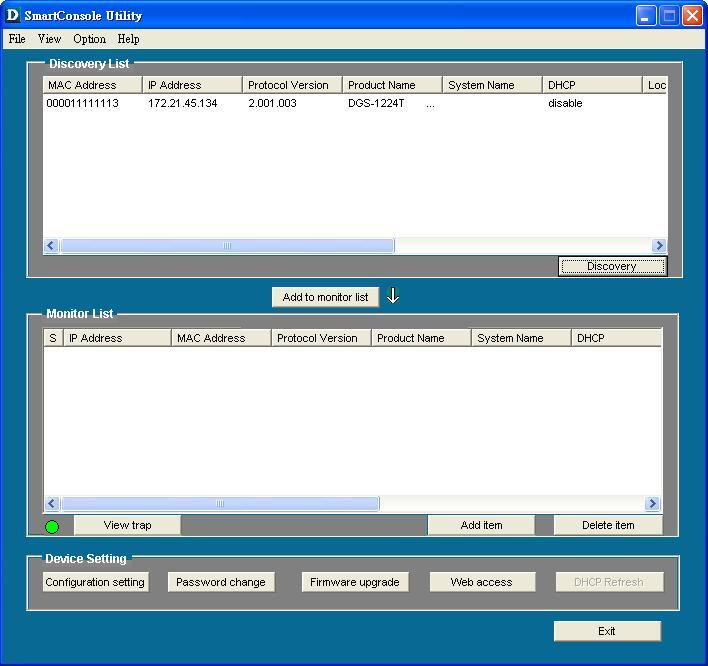 D SmartConsole Utility
File View Option Help
Discovery List
MAC Address IP Address Protocol Version Product Name System Name DHCP Loc
000011111113 172.21.45.134 2.001.003 DGS-1224T ... disable
Discovery
Add to monitor list
Monitor List
S IP Address MAC Address Protocol Version Product Name System Name DHCP
View trap Add item Delete item
Device Setting
Configuration setting Password change Firmware upgrade Web access DHCP Refresh
Exit